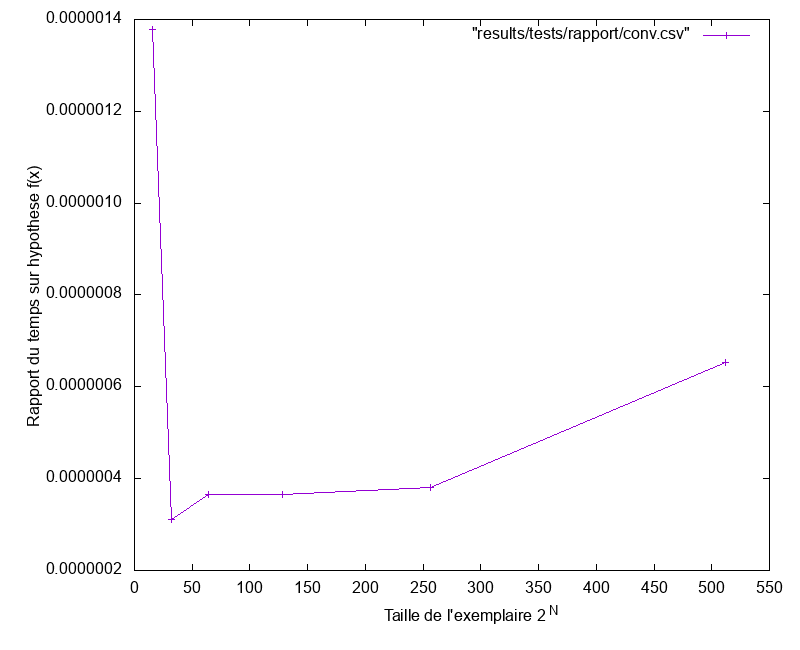 "results/tests/rapport/conv.csv"
Rapport du temps sur hypothese f(x)
0.0000014
0.0000012
0.0000010
0.0000008
0.0000006
0.0000004
0.0000002
0 50 100 150 200 250 300 350 400 450 500 550
Taille de l'exemplaire 2^N